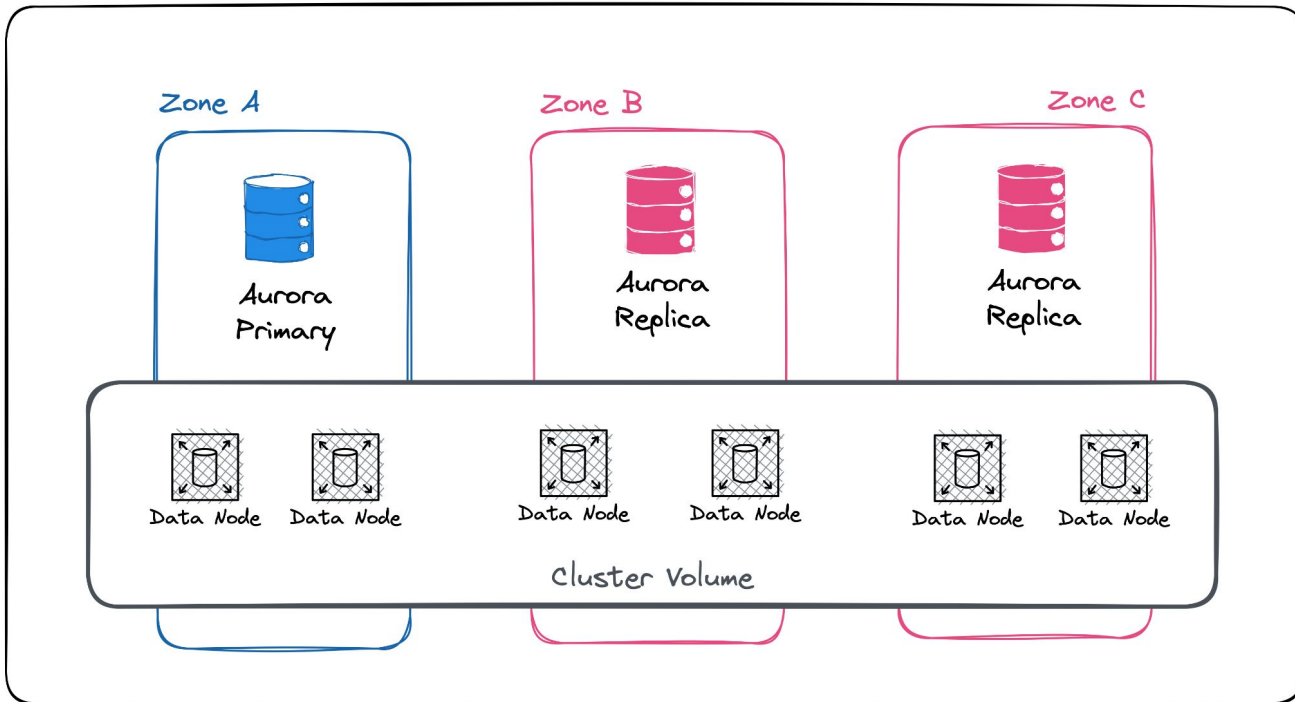 Zone A
Zone B
Zone C
Aurora
Primary
Aurora
Replica
Aurora
Replica
Data Node
Data Node
Data Node
Data Node
Data Node
Data Node
Cluster Volume